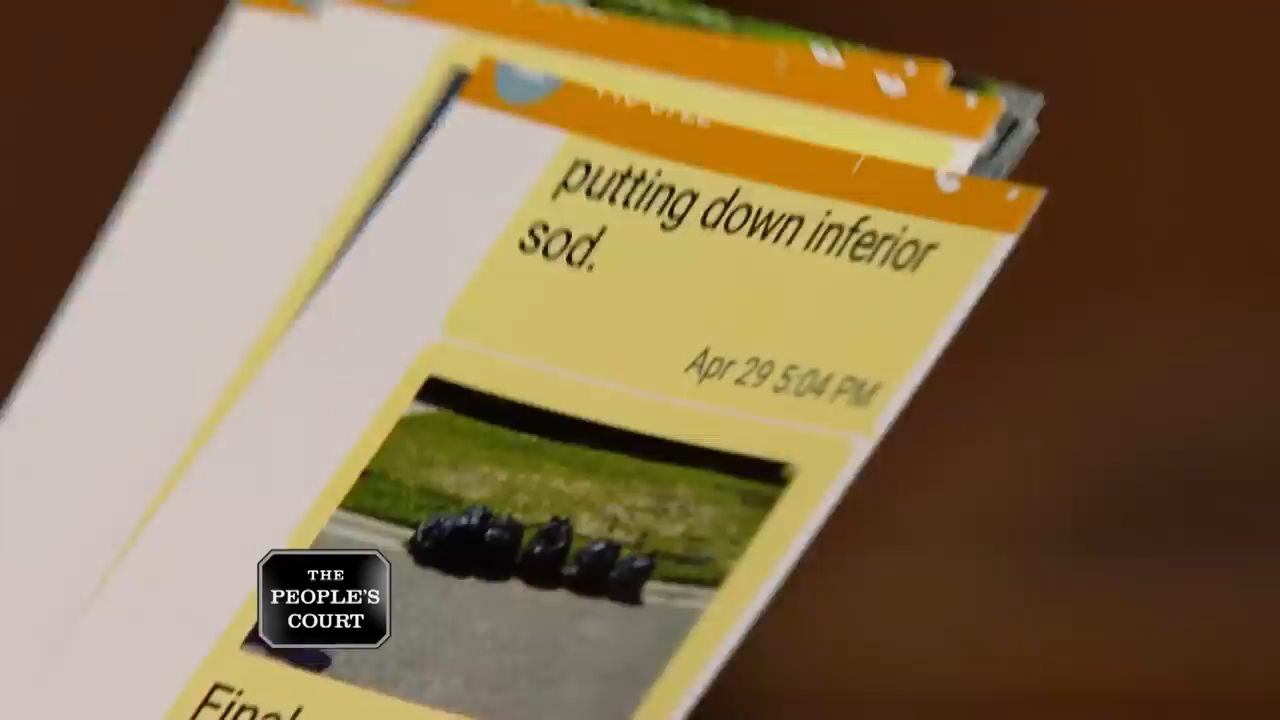 putting down inferior
sod.
Apr 29 5:04 PM
THE
PEOPLE'S
COURT